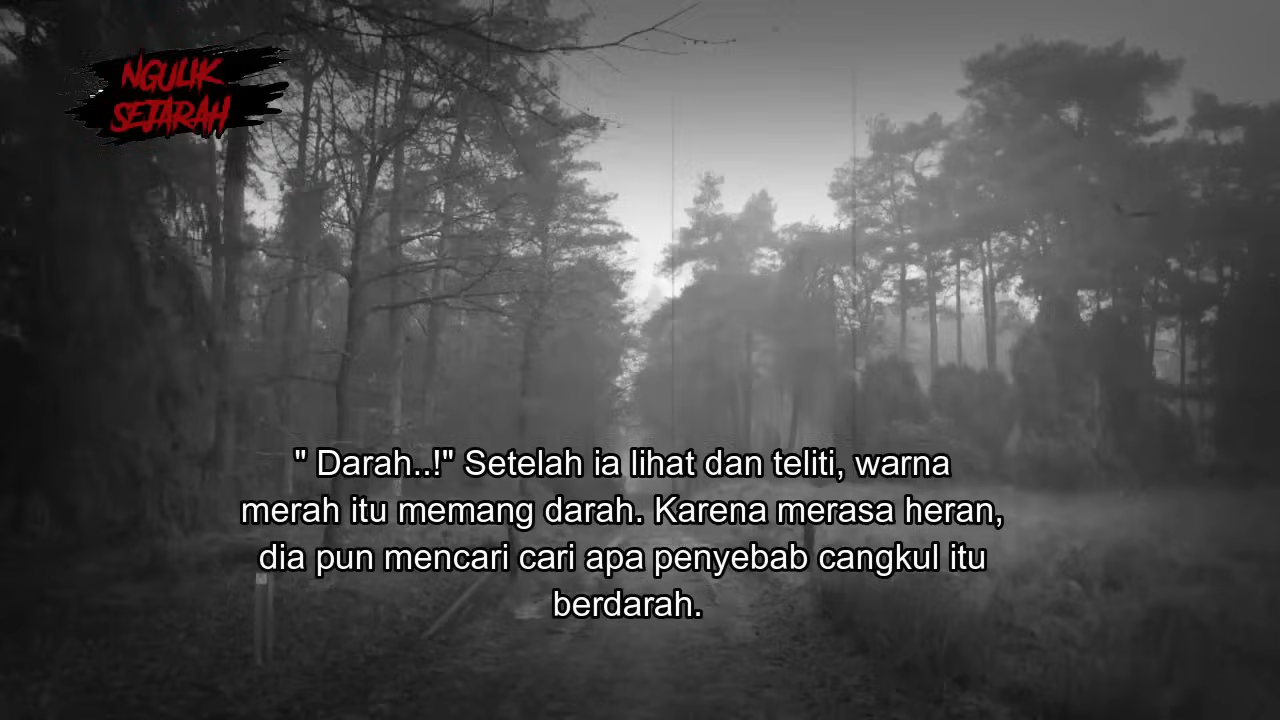 NGULIK
SEJARAH
" Darah..!" Setelah ia lihat dan teliti, warna
merah itu memang darah. Karena merasa heran,
dia pun mencari cari apa penyebab cangkul itu
berdarah.